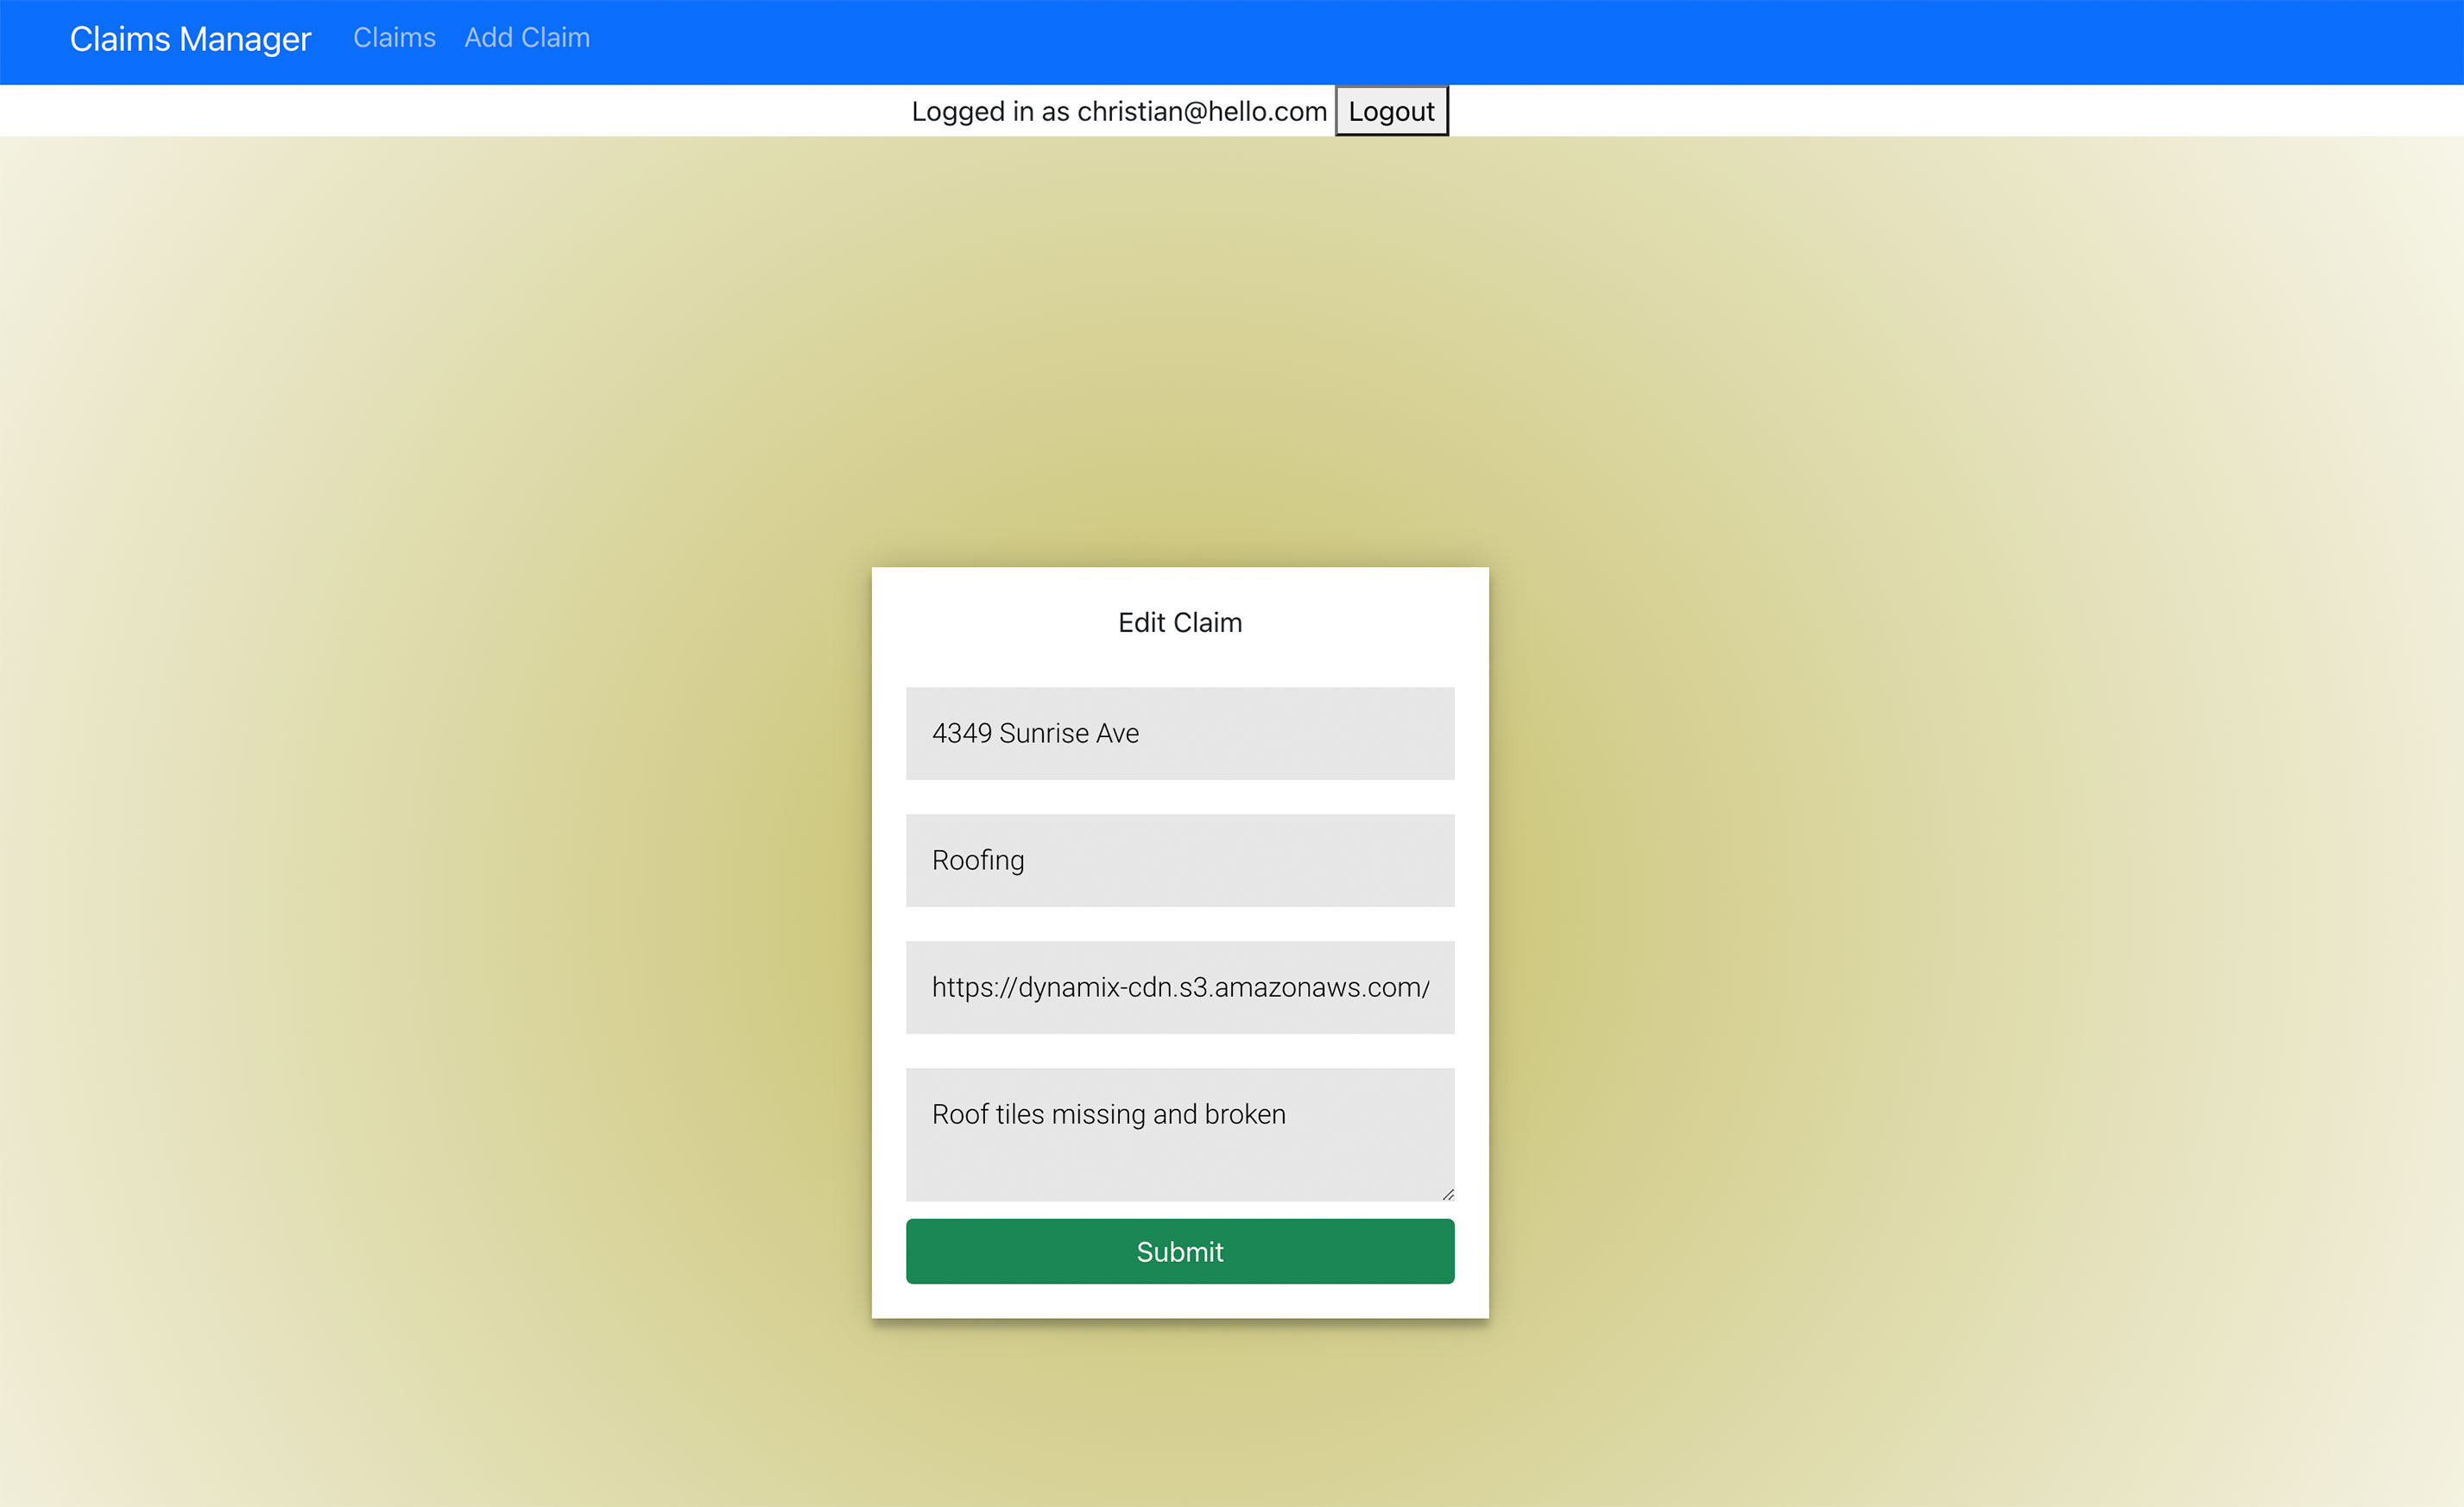 Claims Manager Claims Add Claim
Logged in as christian@hello.com Logout
Edit Claim
4349 Sunrise Ave
Roofing
https://dynamix-cdn.s3.amazonaws.com/
Roof tiles missing and broken
Submit